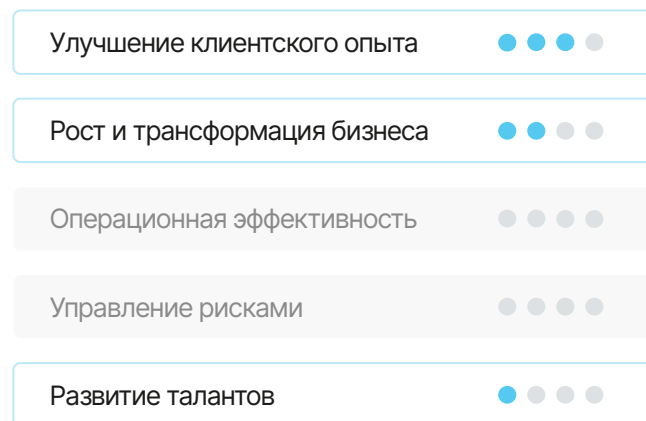 Улучшение клиентского опыта
Рост и трансформация бизнеса
Операционная эффективность
Управление рисками
Развитие талантов